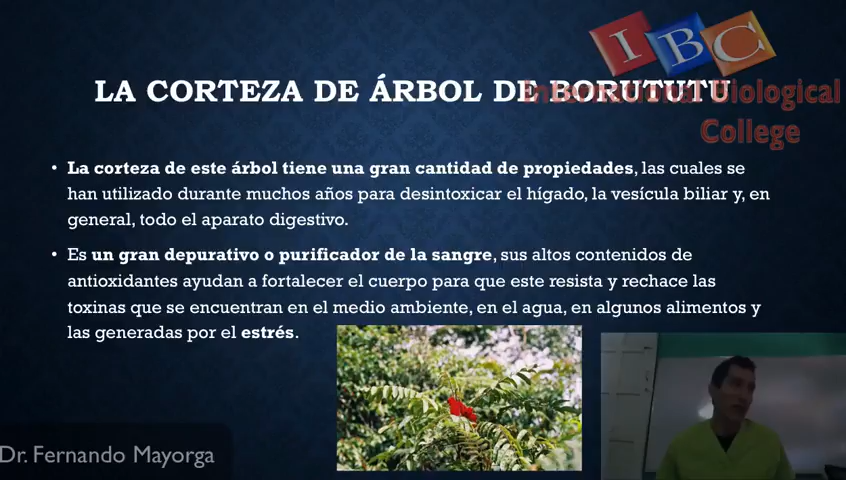 IBC
International Biological
College
LA CORTEZA DE ÁRBOL DE BORUTUTU
• La corteza de este árbol tiene una gran cantidad de propiedades, las cuales se
han utilizado durante muchos años para desintoxicar el hígado, la vesícula biliar y, en
general, todo el aparato digestivo.
• Es un gran depurativo o purificador de la sangre, sus altos contenidos de
antioxidantes ayudan a fortalecer el cuerpo para que este resista y rechace las
toxinas que se encuentran en el medio ambiente, en el agua, en algunos alimentos y
las generadas por el estrés.
Dr. Fernando Mayorga